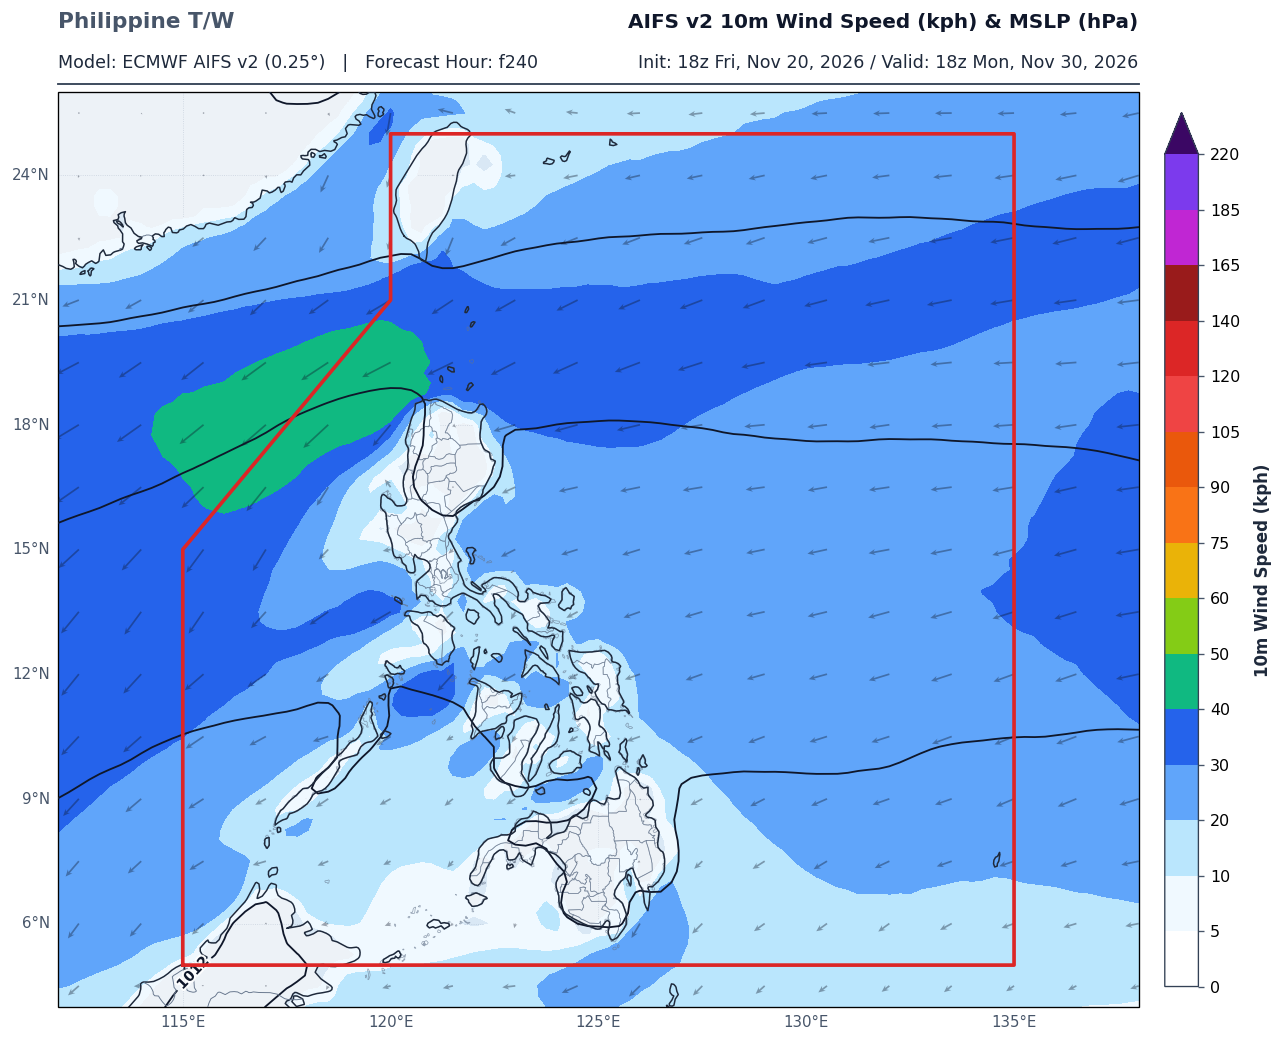 Philippine T/W
AIFS v2 10m Wind Speed (kph) & MSLP (hPa)
Model: ECMWF AIFS v2 (0.25°)   |   Forecast Hour: f240
Init: 18z Fri, Nov 20, 2026 / Valid: 18z Mon, Nov 30, 2026
24°N
21°N
18°N
15°N
12°N
9°N
6°N
1012
115°E
120°E
125°E
130°E
135°E
220
185
165
140
120
105
90
75
60
50
40
30
20
10
5
0
10m Wind Speed (kph)